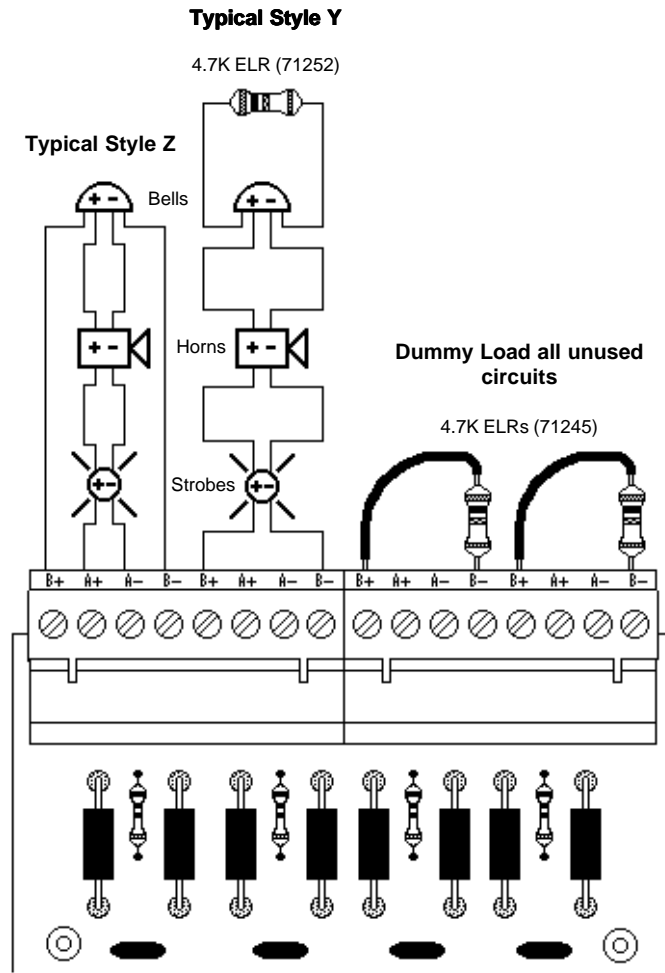 Typical Style Y
4.7K ELR (71252)
Typical Style Z
+ -
Bells
+ -
+ -
Horns
+ -
Dummy Load all unused
circuits
4.7K ELRs (71245)
+-
Strobes
+-
B+ A+ A- B- B+ A+ A- B- B+ A+ A- B- B+ A+ A- B-